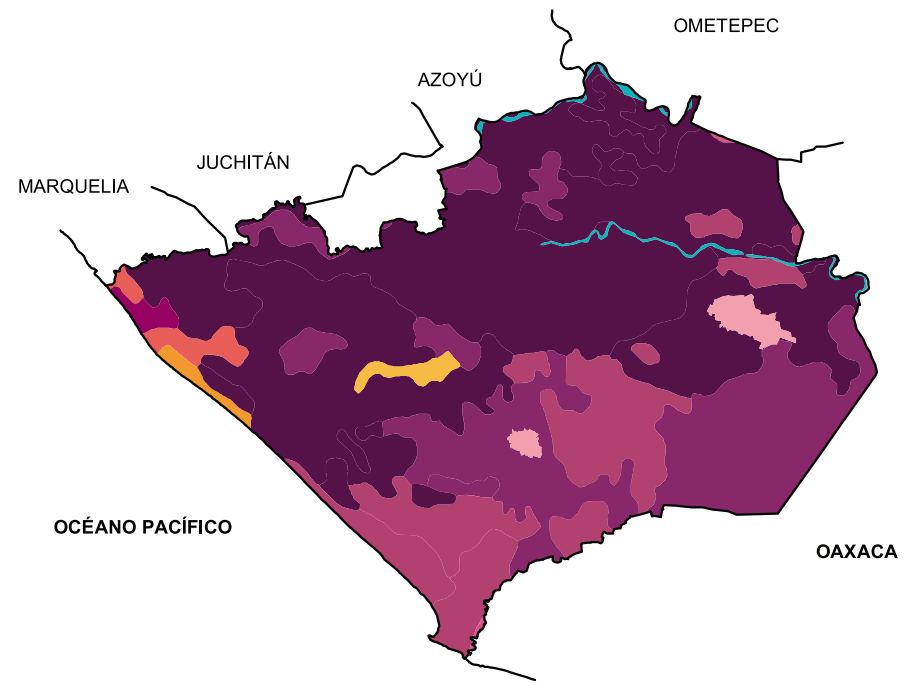 OMETEPEC
AZOYÚ
JUCHITÁN
MARQUELIA
OCÉANO PACÍFICO
OAXACA